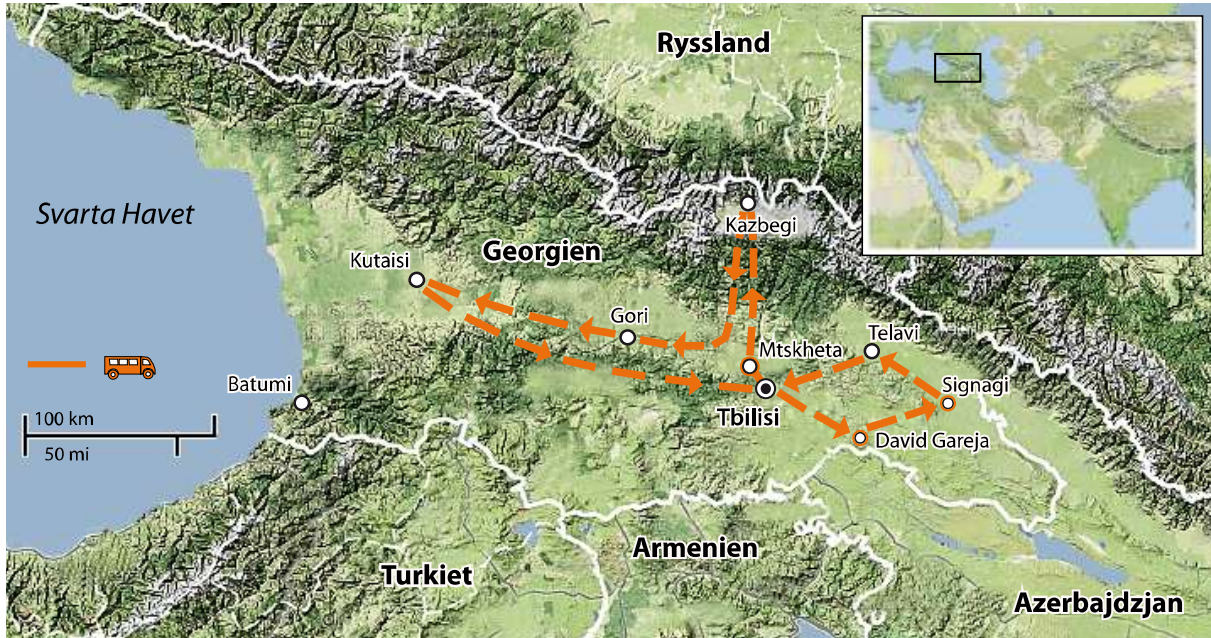 Ryssland
Svarta Havet
Kazbegi
Georgien
Kutaisi
Gori
Telavi
Mtskheta
Batumi
Signagi
100 km
Tbilisi
David Gareja
50 mi
Armenien
Turkiet
Azerbajdzjan